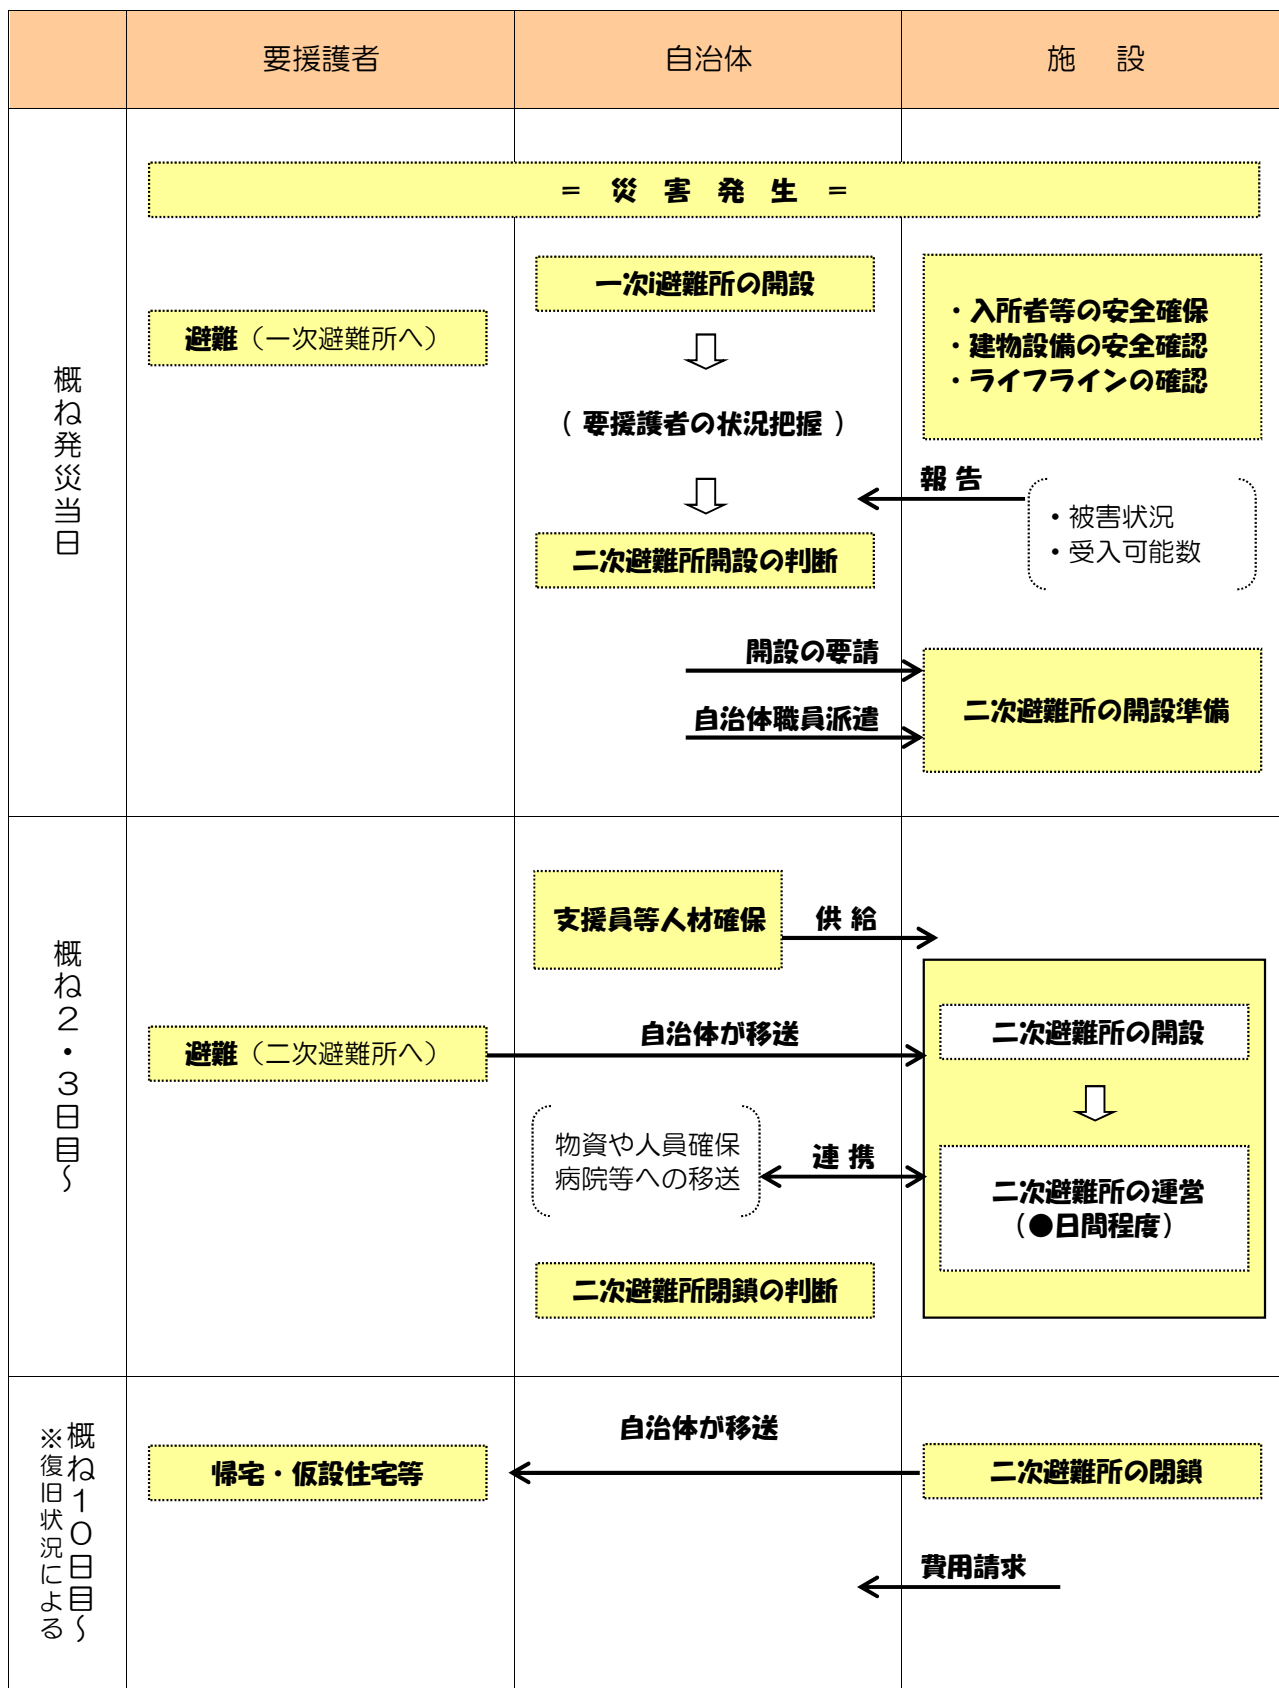 要援護者
自治体
施　設
概ね発災当日
＝ 災 害 発 生 ＝
一次i避難所の開設
避難（一次避難所へ）
・入所者等の安全確保
・建物設備の安全確認
・ライフラインの確認
（ 要援護者の状況把握 ）
報 告
・被害状況
・受入可能数
二次避難所開設の判断
開設の要請
自治体職員派遣
二次避難所の開設準備
概ね２・３日目～
支援員等人材確保
供 給
避難（二次避難所へ）
自治体が移送
二次避難所の開設
物資や人員確保
病院等への移送
連 携
二次避難所の運営
（●日間程度）
二次避難所閉鎖の判断
概ね１０日目～
※復旧状況による
自治体が移送
帰宅・仮設住宅等
二次避難所の閉鎖
費用請求